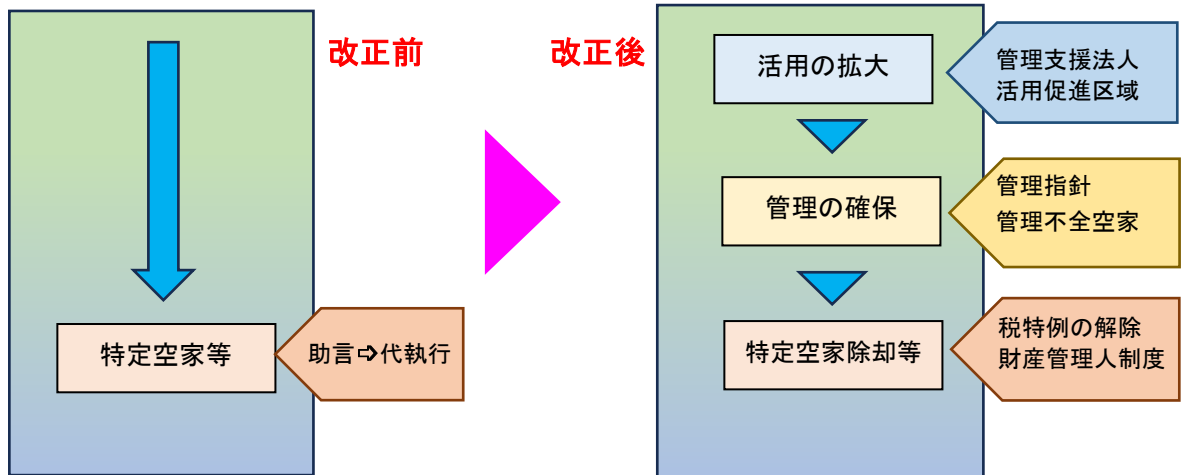 改正前
特定空家等
助言⇨代執行
改正後
活用の拡大
管理支援法人
活用促進区域
管理の確保
管理指針
管理不全空家
特定空家除却等
税特例の解除
財産管理人制度